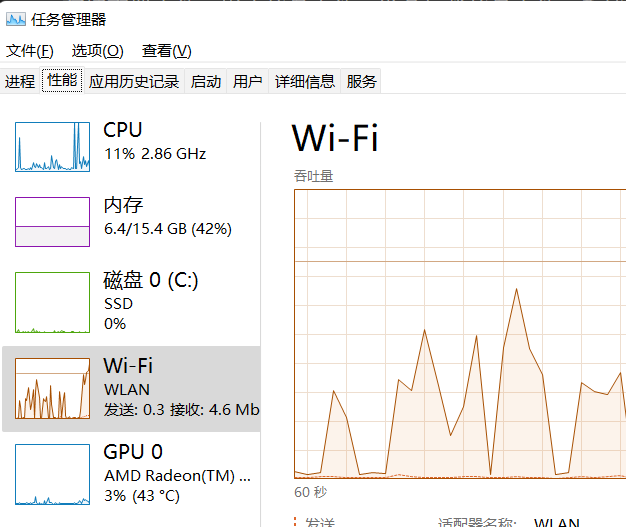 任务管理器
文件(F) 选项(O) 查看(V)
进程 性能 应用历史记录 启动 用户 详细信息 服务
CPU
11% 2.86 GHz
内存
6.4/15.4 GB (42%)
磁盘 0 (C:)
SSD
0%
Wi-Fi
WLAN
发送: 0.3 接收: 4.6 Mb
GPU 0
AMD Radeon(TM) ...
3% (43 °C)
Wi-Fi
吞吐量
60 秒
发送 适配器名称: WLAN